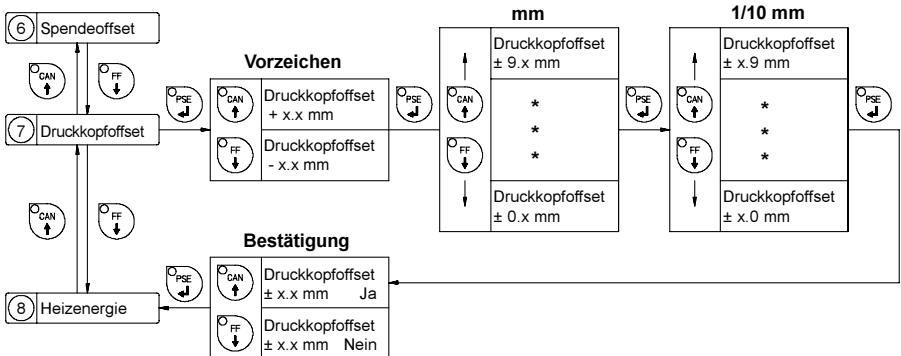 mm
1/10 mm
6 Spendeoffset
CAN
FF
Vorzeichen
PSE
CAN
Druckkopfoffset
+ x.x mm
FF
Druckkopfoffset
- x.x mm
7 Druckkopfoffset
PSE
Druckkopfoffset
± 9.x mm
CAN
*
*
*
FF
Druckkopfoffset
± 0.x mm
PSE
Druckkopfoffset
± x.9 mm
CAN
*
*
*
FF
Druckkopfoffset
± x.0 mm
PSE
CAN
FF
Bestätigung
PSE
CAN
Druckkopfoffset
± x.x mm Ja
FF
Druckkopfoffset
± x.x mm Nein
8 Heizenergie